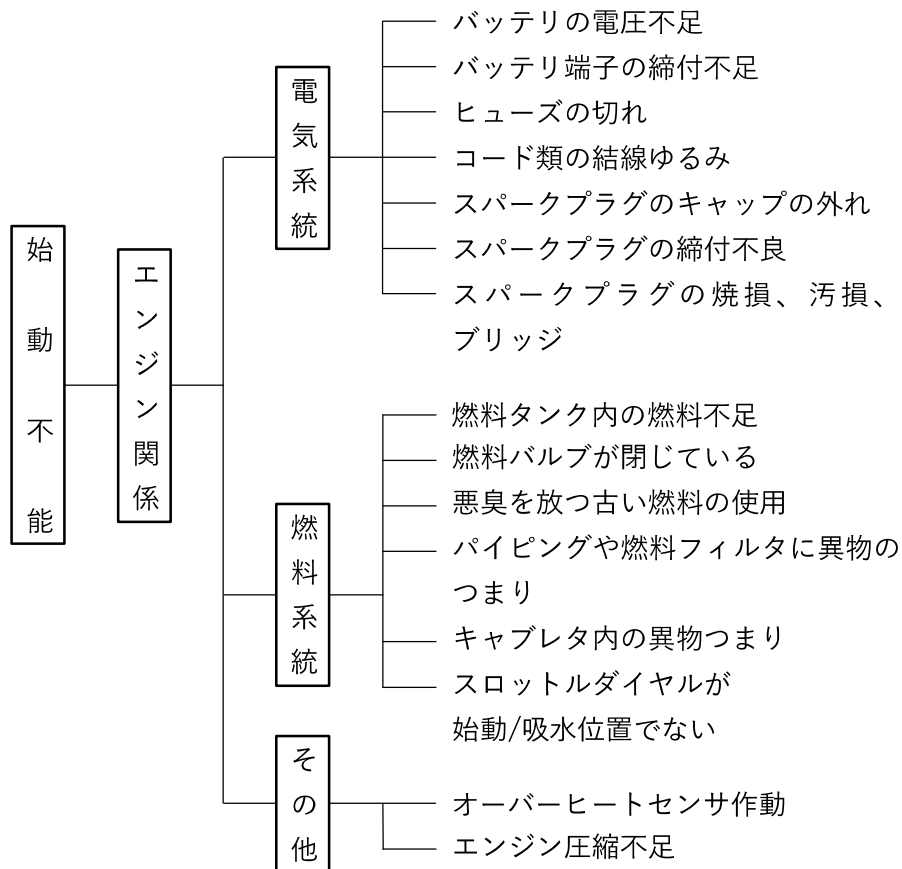 始動不能
エンジン関係
電気系統
バッテリの電圧不足
バッテリ端子の締付不足
ヒューズの切れ
コード類の結線ゆるみ
スパークプラグのキャップの外れ
スパークプラグの締付不良
スパークプラグの焼損、汚損、
ブリッジ
燃料系統
燃料タンク内の燃料不足
燃料バルブが閉じている
悪臭を放つ古い燃料の使用
パイピングや燃料フィルタに異物の
つまり
キャブレタ内の異物つまり
スロットルダイヤルが
始動/吸水位置でない
その他
オーバーヒートセンサ作動
エンジン圧縮不足